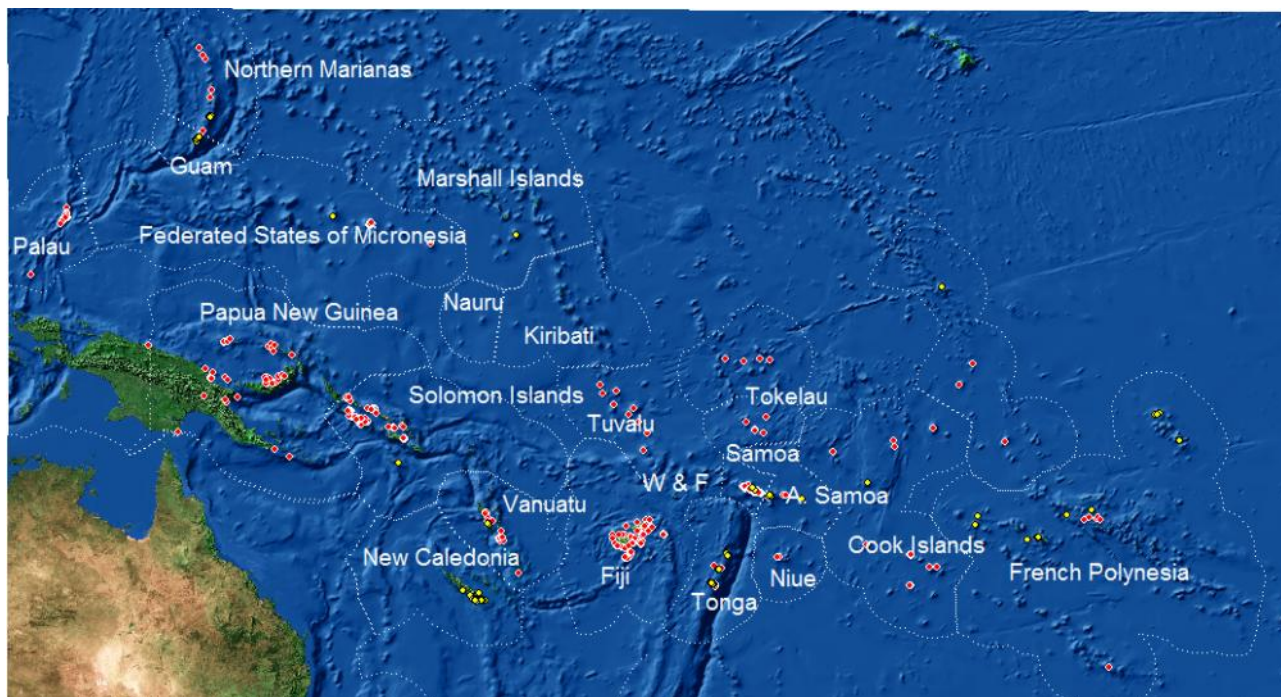 Northern Marianas
Guam
Marshall Islands
Palau
Federated States of Micronesia
Nauru
Papua New Guinea
Kiribati
Solomon Islands
Tuvalu
Tokelau
Samoa
W & F
A. Samoa
Vanuatu
New Caledonia
Fiji
Tonga
Niue
Cook Islands
French Polynesia